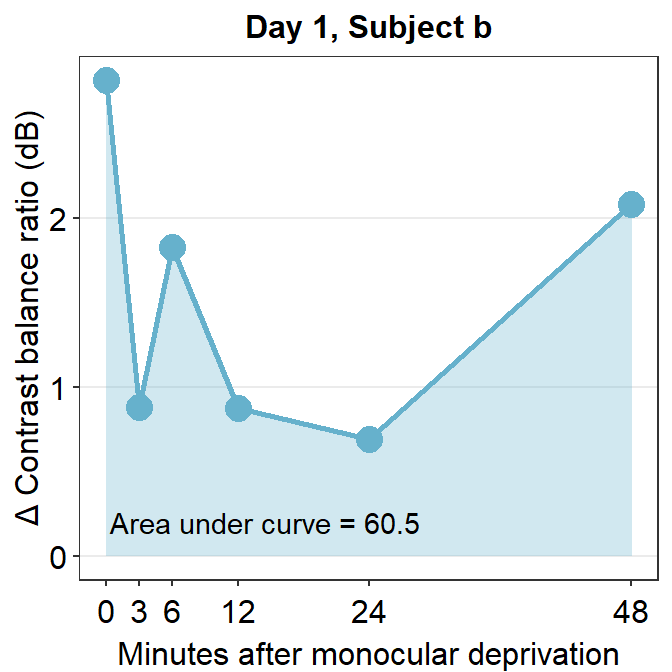 Day 1, Subject b
Δ Contrast balance ratio (dB)
2
1
0
Area under curve = 60.5
0 3 6 12 24 48
Minutes after monocular deprivation